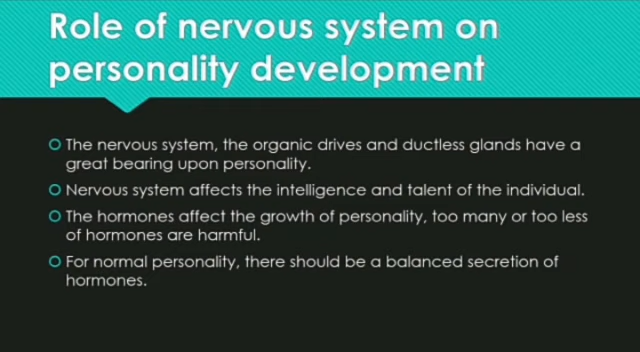 Role of nervous system on
personality development
The nervous system, the organic drives and ductless glands have a
great bearing upon personality.
Nervous system affects the intelligence and talent of the individual.
The hormones affect the growth of personality, too many or too less
of hormones are harmful.
For normal personality, there should be a balanced secretion of
hormones.